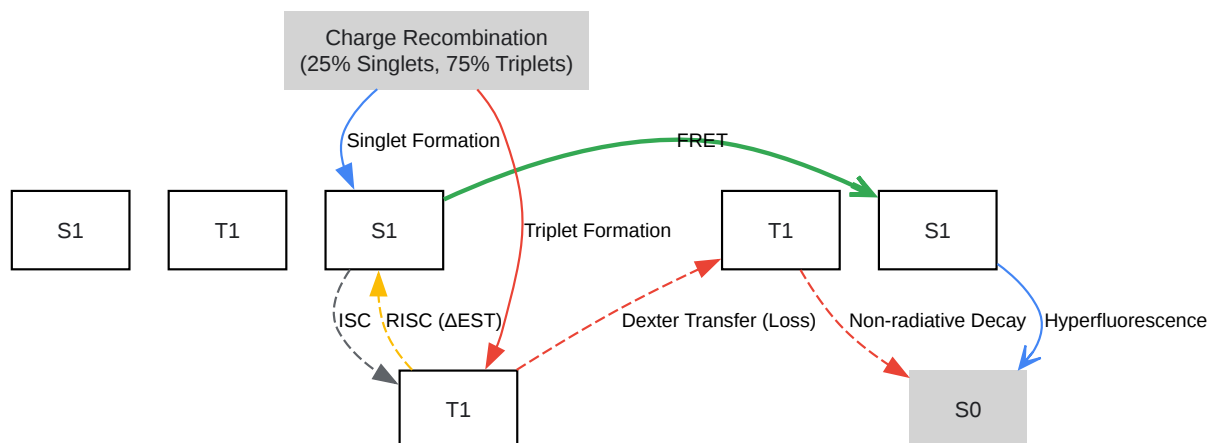 Charge Recombination
(25% Singlets, 75% Triplets)
Singlet Formation
FRET
S1
T1
S1
Triplet Formation
T1
S1
ISC
RISC (ΔEST)
Dexter Transfer (Loss)
Non-radiative Decay
Hyperfluorescence
T1
S0